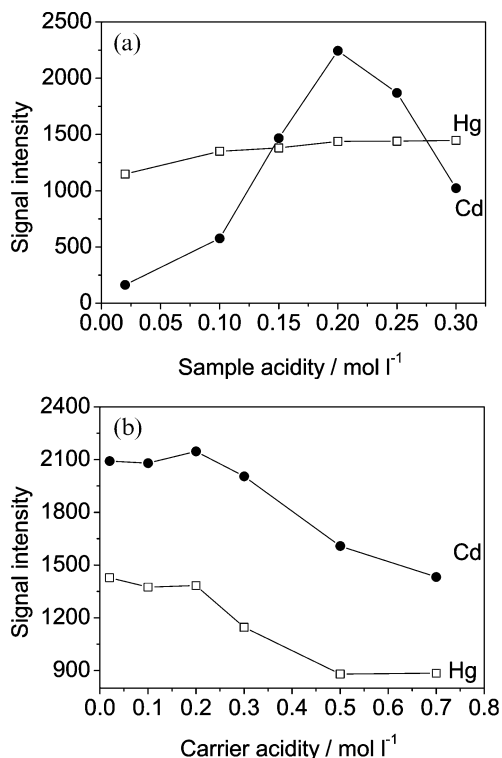 (a)
2500
2000
1500
1000
500
0
Signal intensity
Hg
Cd
0.00 0.05 0.10 0.15 0.20 0.25 0.30
Sample acidity / mol l⁻¹
(b)
2400
2100
1800
1500
1200
900
Signal intensity
Cd
Hg
0.0 0.1 0.2 0.3 0.4 0.5 0.6 0.7 0.8
Carrier acidity / mol l⁻¹